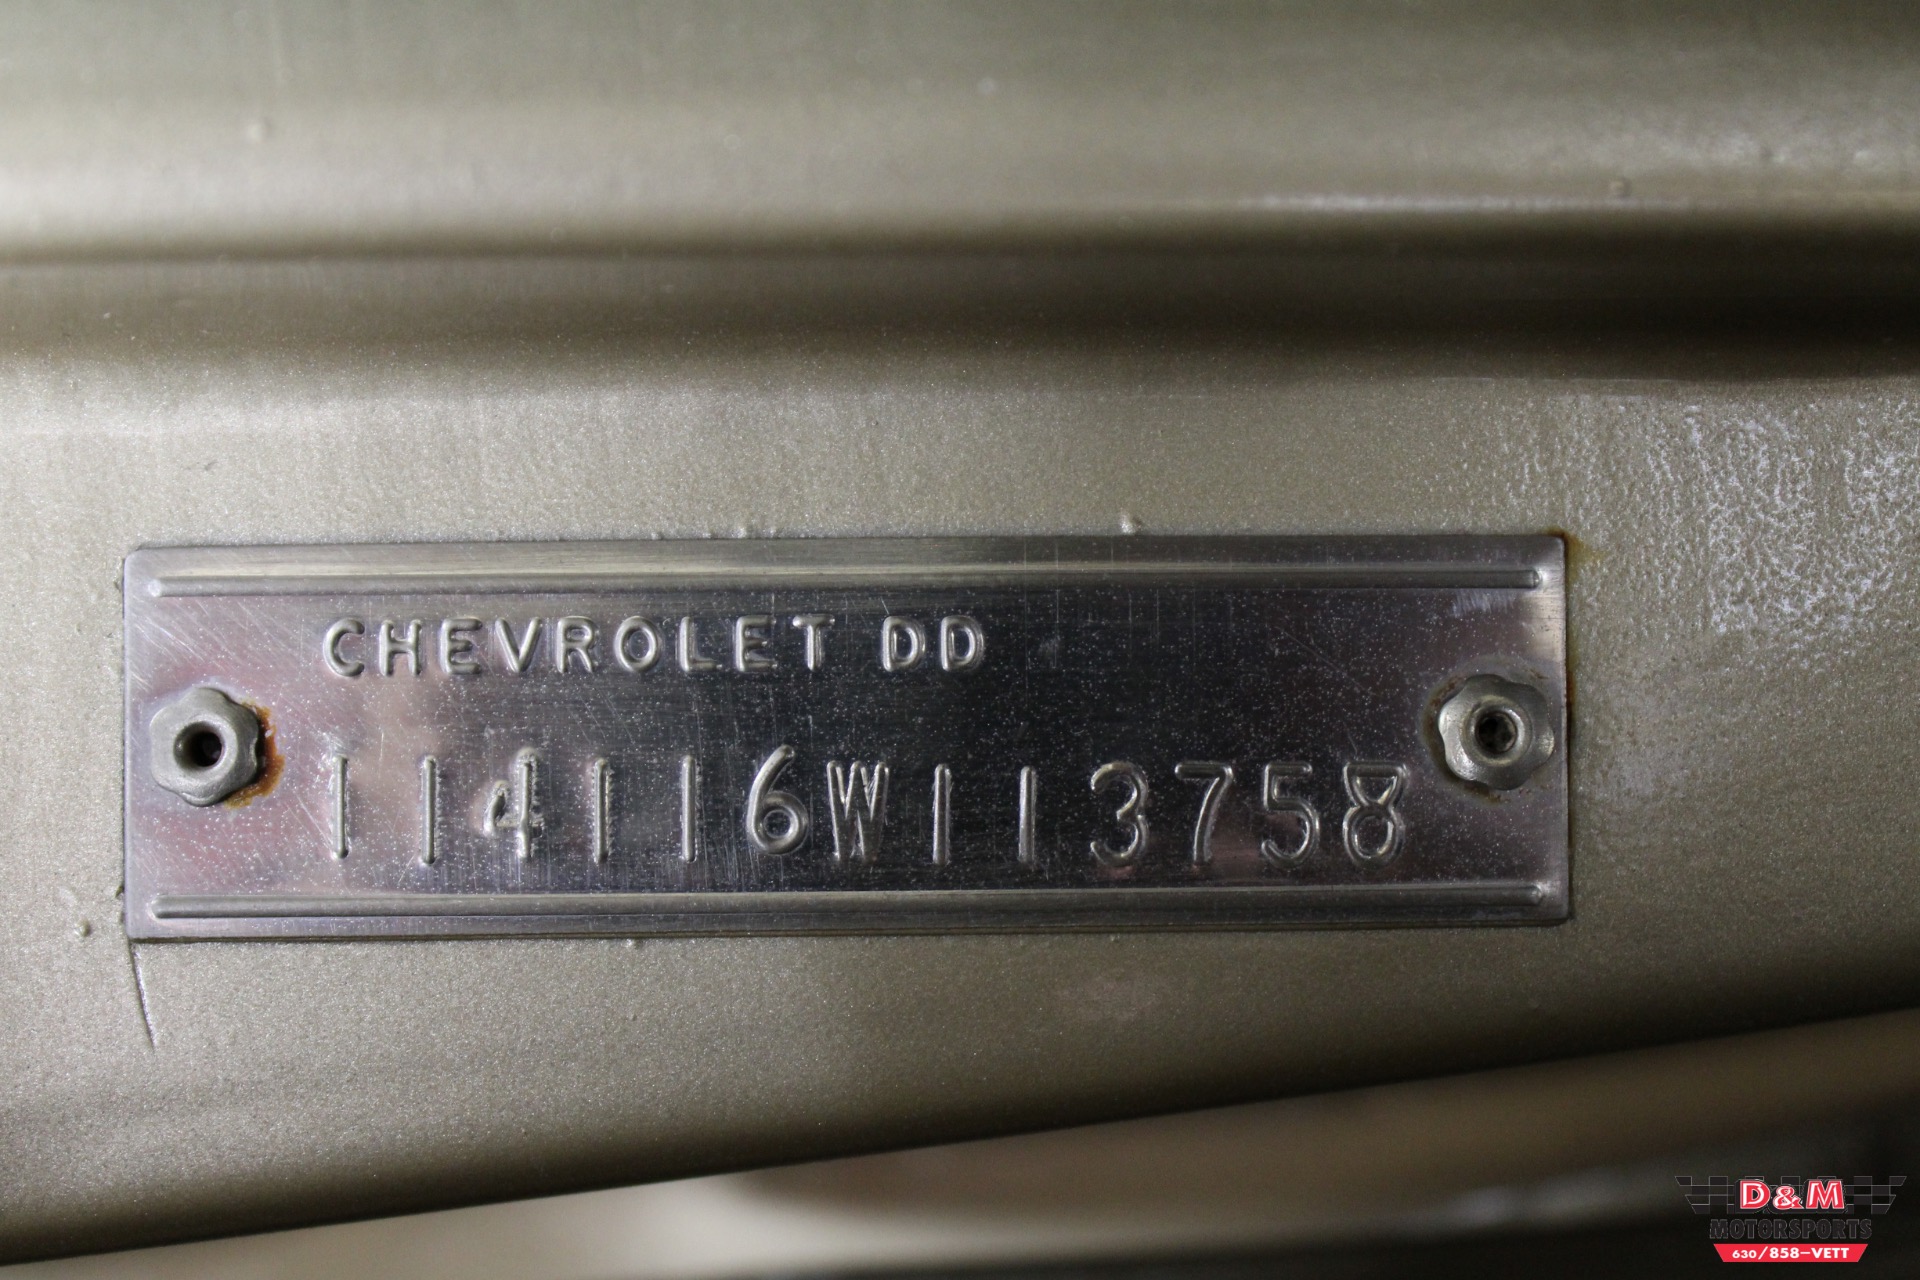 CHEVROLET DD
114116W113758
D&M
MOTORSPORTS
630/858-VETT